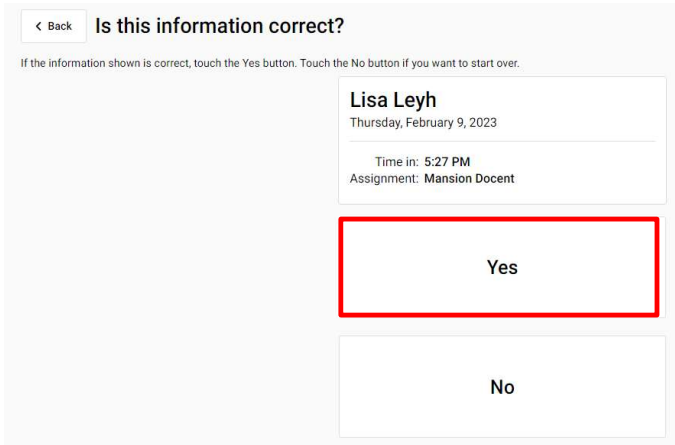 Back Is this information correct?
If the information shown is correct, touch the Yes button. Touch the No button if you want to start over.
Lisa Leyh
Thursday, February 9, 2023
Time in: 5:27 PM
Assignment: Mansion Docent
Yes
No